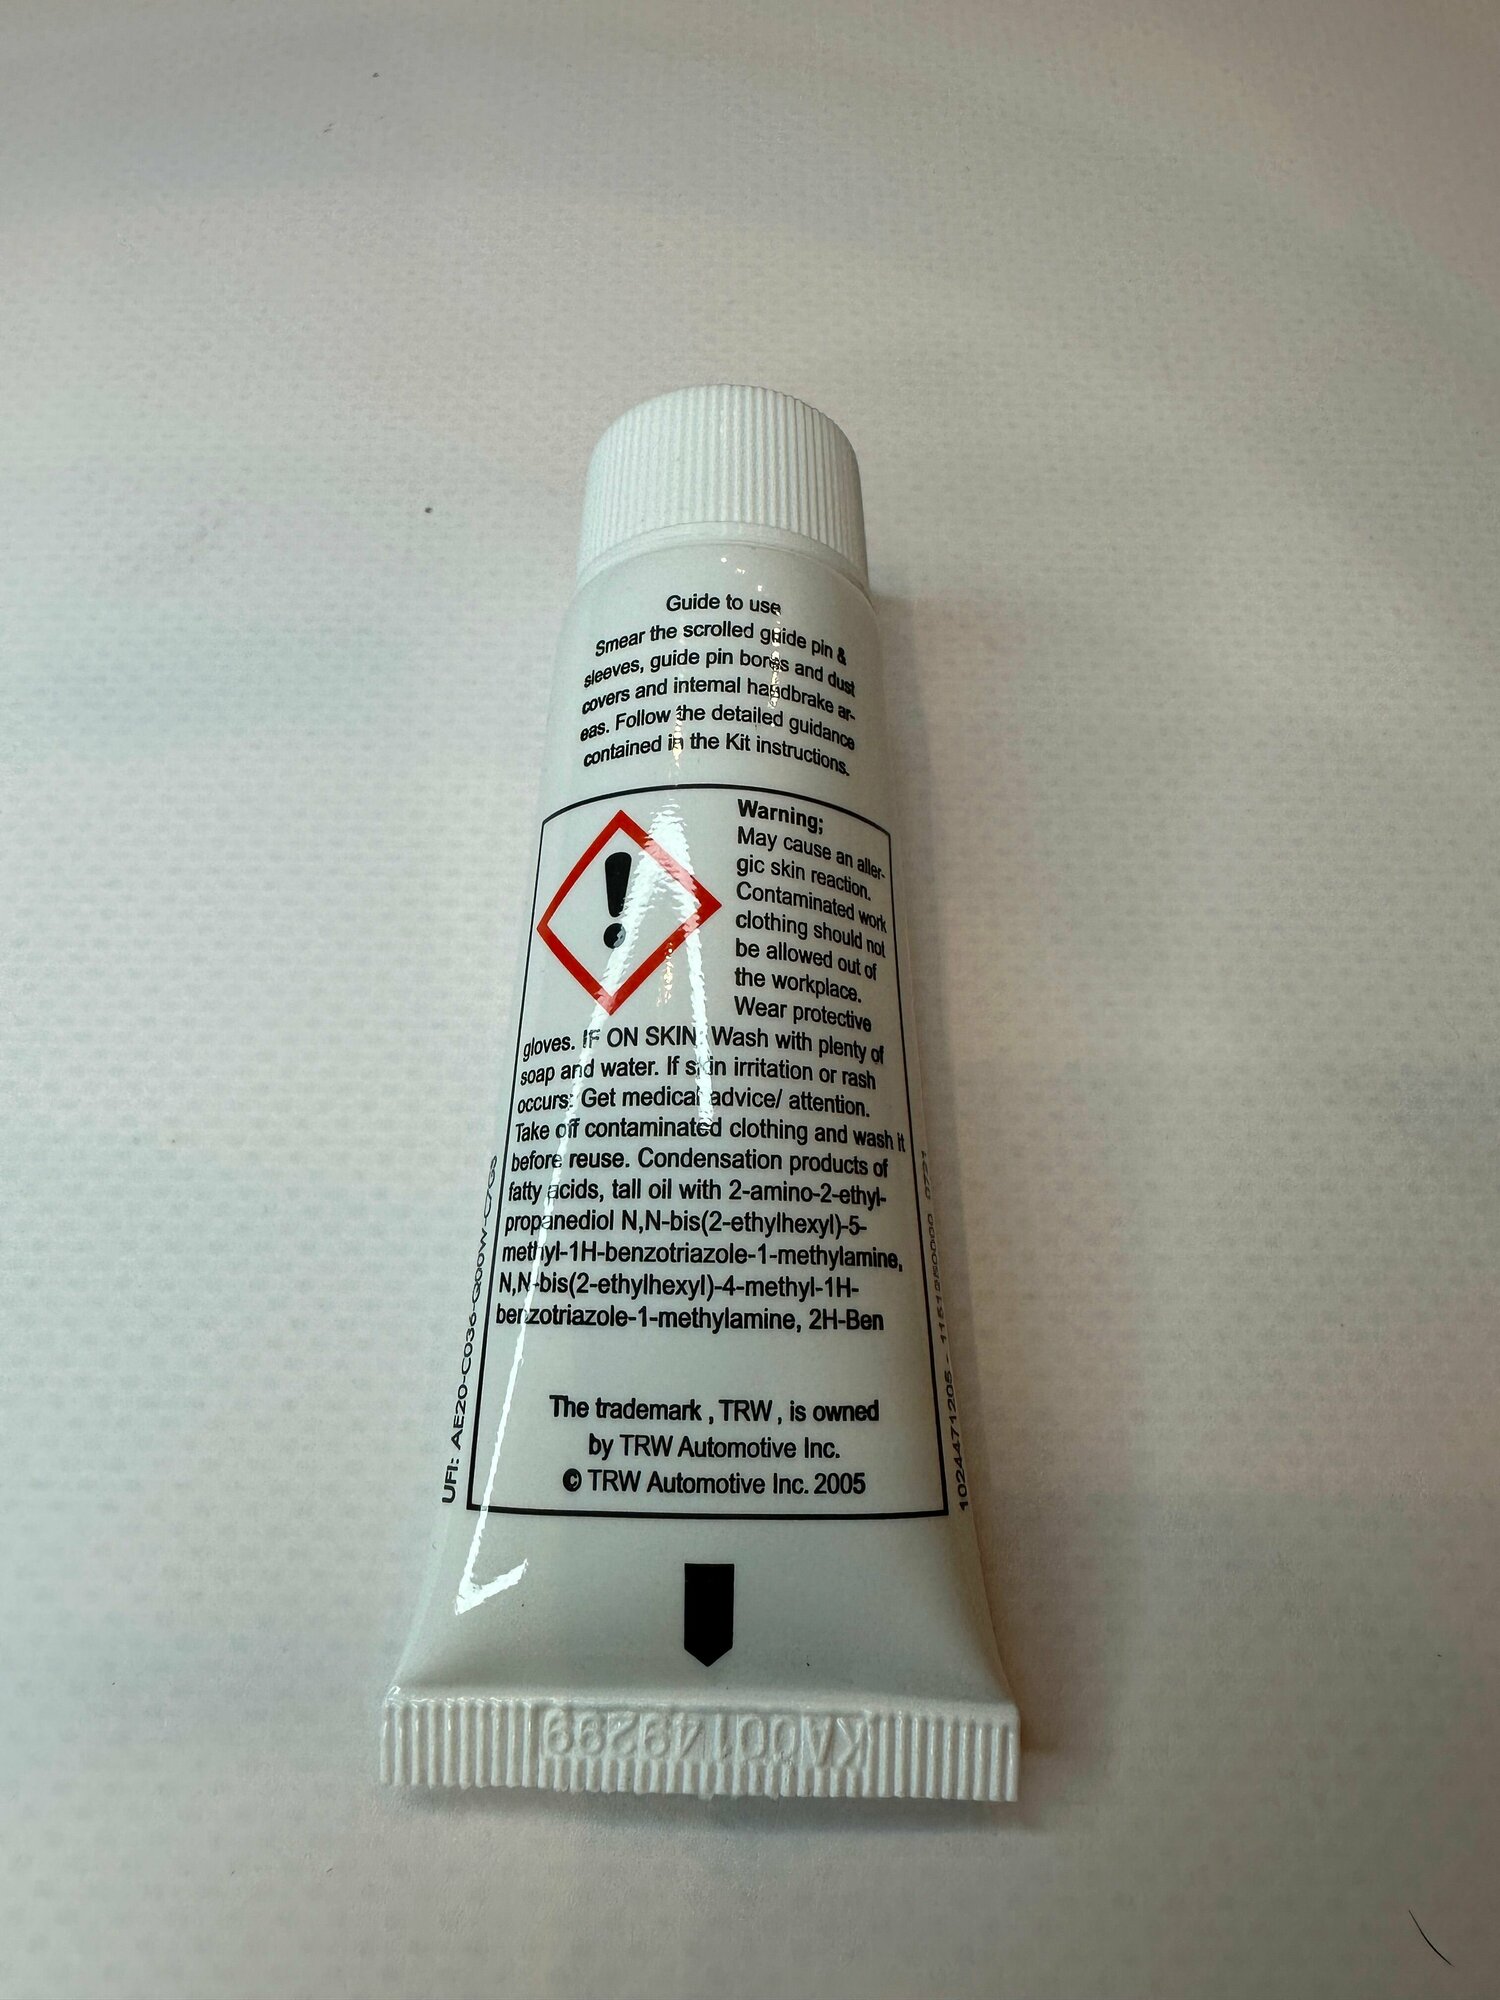 Guide to use
Smear the scrolled guide pin &
sleeves, guide pin bores and dust
covers and internal handbrake ar-
eas. Follow the detailed guidance
contained in the Kit instructions.
Warning;
May cause an aller-
gic skin reaction.
Contaminated work
clothing should not
be allowed out of
the workplace.
Wear protective
gloves. IF ON SKIN: Wash with plenty of
soap and water. If skin irritation or rash
occurs: Get medical advice/ attention.
Take off contaminated clothing and wash it
before reuse. Condensation products of
fatty acids, tall oil with 2-amino-2-ethyl-
propanediol N,N-bis(2-ethylhexyl)-5-
methyl-1H-benzotriazole-1-methylamine,
N,N-bis(2-ethylhexyl)-4-methyl-1H-
benzotriazole-1-methylamine, 2H-Ben
The trademark , TRW , is owned
by TRW Automotive Inc.
© TRW Automotive Inc. 2005
UFI: AE20-C036-
1024471205 -
KA00149299